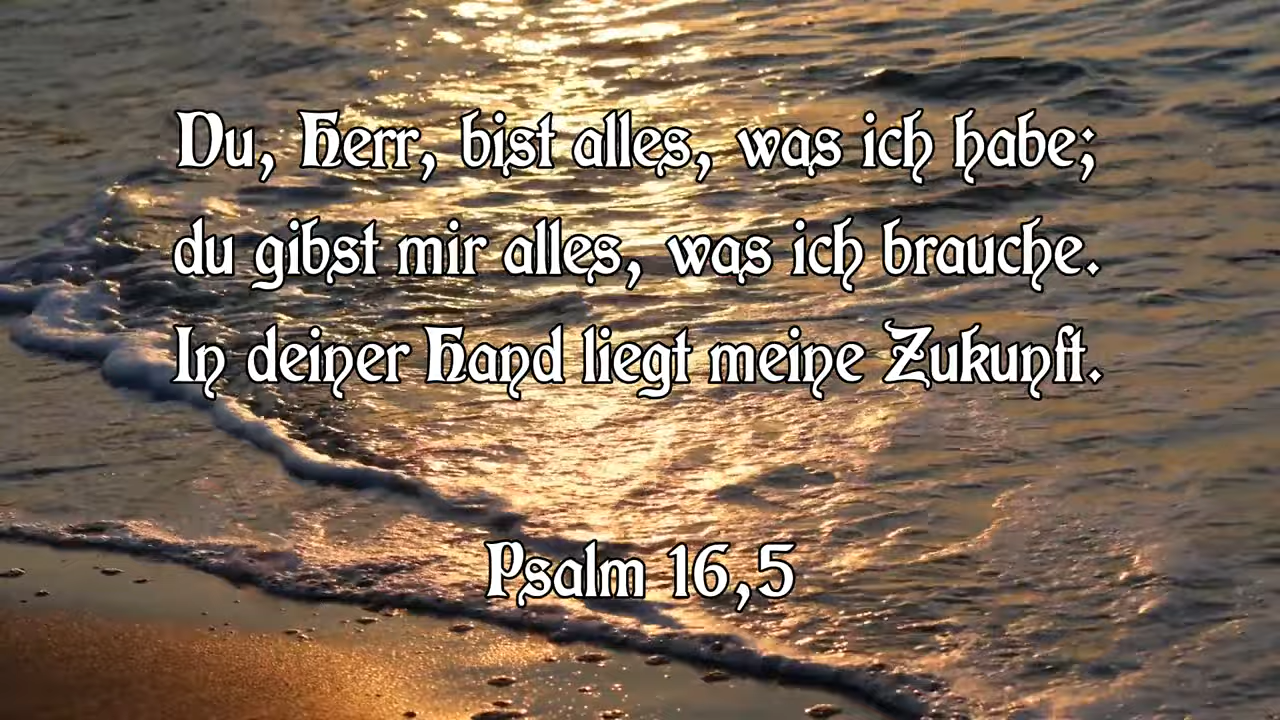 Du, Herr, bist alles, was ich habe;
du gibst mir alles, was ich brauche.
In deiner Hand liegt meine Zukunft.
Psalm 16,5